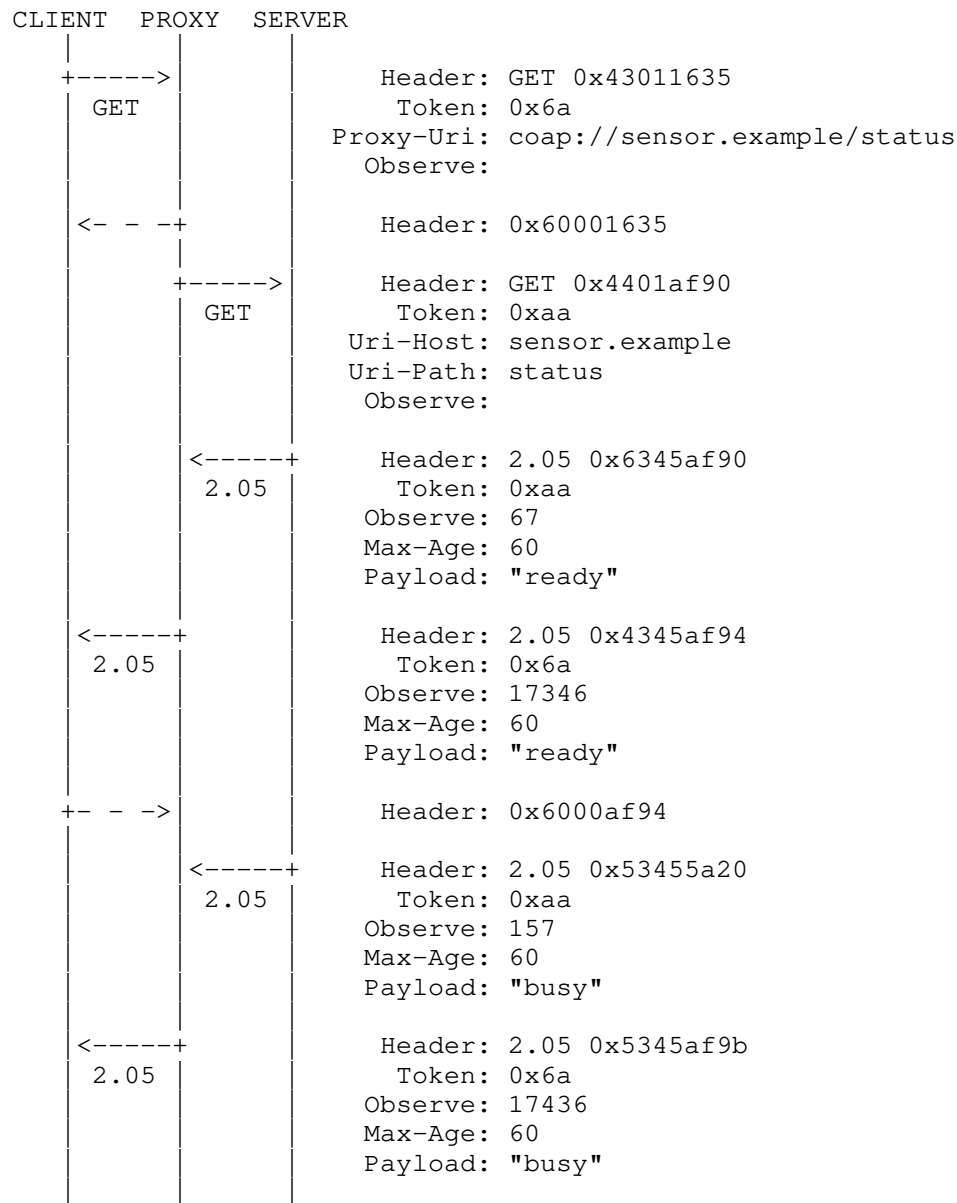 CLIENT PROXY SERVER
+-----> Header: GET 0x43011635
GET Token: 0x6a
Proxy-Uri: coap://sensor.example/status
Observe:
<- - -+ Header: 0x60001635
+-----> Header: GET 0x4401af90
GET Token: 0xaa
Uri-Host: sensor.example
Uri-Path: status
Observe:
<-----+ Header: 2.05 0x6345af90
2.05 Token: 0xaa
Observe: 67
Max-Age: 60
Payload: "ready"
<-----+ Header: 2.05 0x4345af94
2.05 Token: 0x6a
Observe: 17346
Max-Age: 60
Payload: "ready"
+- - -> Header: 0x6000af94
<-----+ Header: 2.05 0x53455a20
2.05 Token: 0xaa
Observe: 157
Max-Age: 60
Payload: "busy"
<-----+ Header: 2.05 0x5345af9b
2.05 Token: 0x6a
Observe: 17436
Max-Age: 60
Payload: "busy"